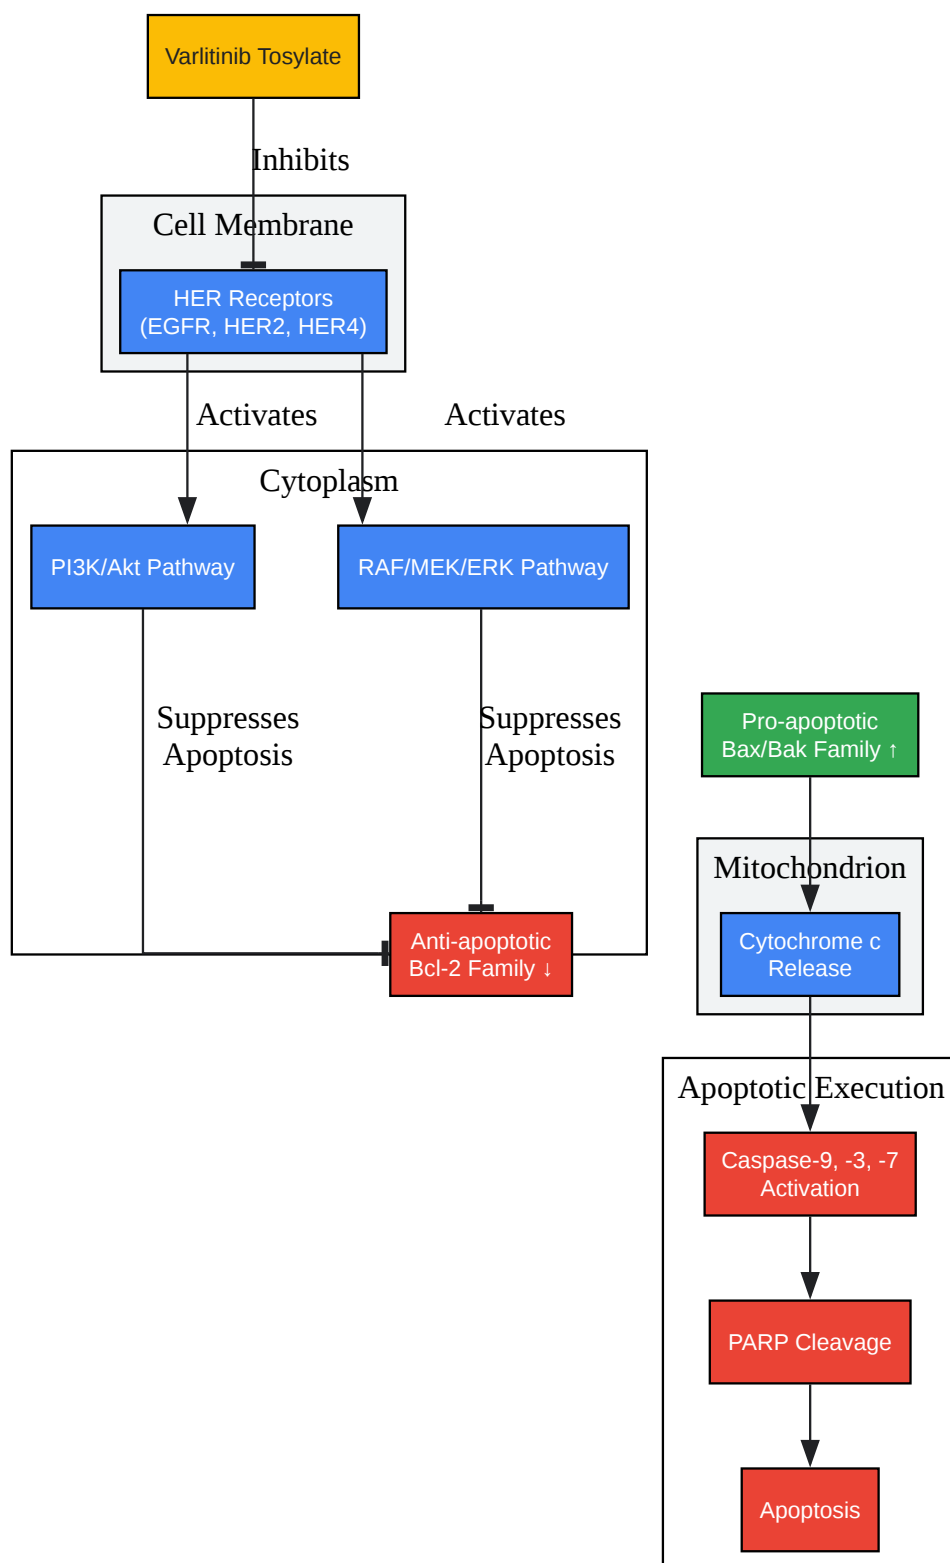 Varlitinib Tosylate
Inhibits
Cell Membrane
HER Receptors
(EGFR, HER2, HER4)
Activates
Activates
Cytoplasm
PI3K/Akt Pathway
RAF/MEK/ERK Pathway
Suppresses
Apoptosis
Suppresses
Apoptosis
Pro-apoptotic
Bax/Bak Family ↑
Mitochondrion
Anti-apoptotic
Bcl-2 Family ↓
Cytochrome c
Release
Apoptotic Execution
Caspase-9, -3, -7
Activation
PARP Cleavage
Apoptosis